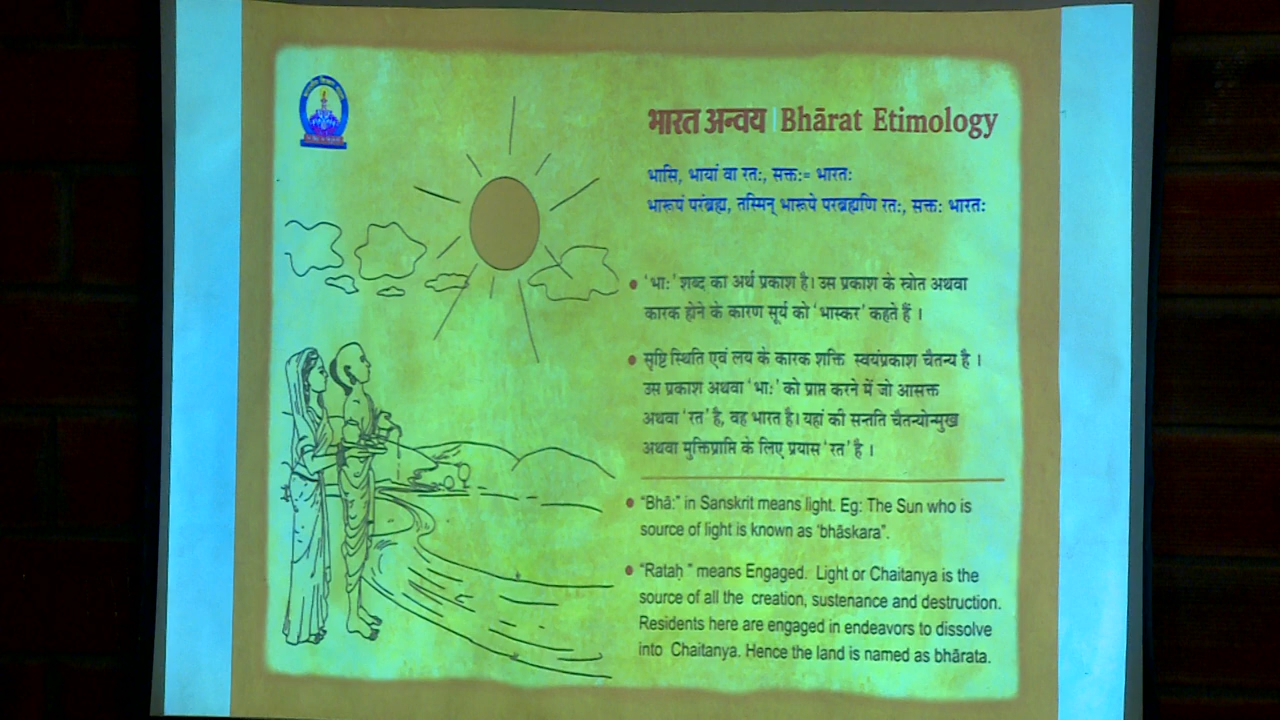 भारत अन्वय | Bhārat Etimology
भासि, भायां वा रतः, सक्तः= भारतः
भारूपं परंब्रह्म, तस्मिन् भारूपे परब्रह्मणि रतः, सक्तः भारतः
• 'भाः' शब्द का अर्थ प्रकाश है। उस प्रकाश के स्त्रोत अथवा
कारक होने के कारण सूर्य को 'भास्कर' कहते हैं ।
• सृष्टि स्थिति एवं लय के कारक शक्ति स्वयंप्रकाश चैतन्य है ।
उस प्रकाश अथवा 'भाः' को प्राप्त करने में जो आसक्त
अथवा 'रत' है, वह भारत है। यहां की सन्तति चैतन्योन्मुख
अथवा मुक्तिप्राप्ति के लिए प्रयास 'रत' है ।
• "Bhā:" in Sanskrit means light. Eg: The Sun who is
source of light is known as 'bhāskara".
• "Rataḥ " means Engaged. Light or Chaitanya is the
source of all the creation, sustenance and destruction.
Residents here are engaged in endeavors to dissolve
into Chaitanya. Hence the land is named as bhārata.